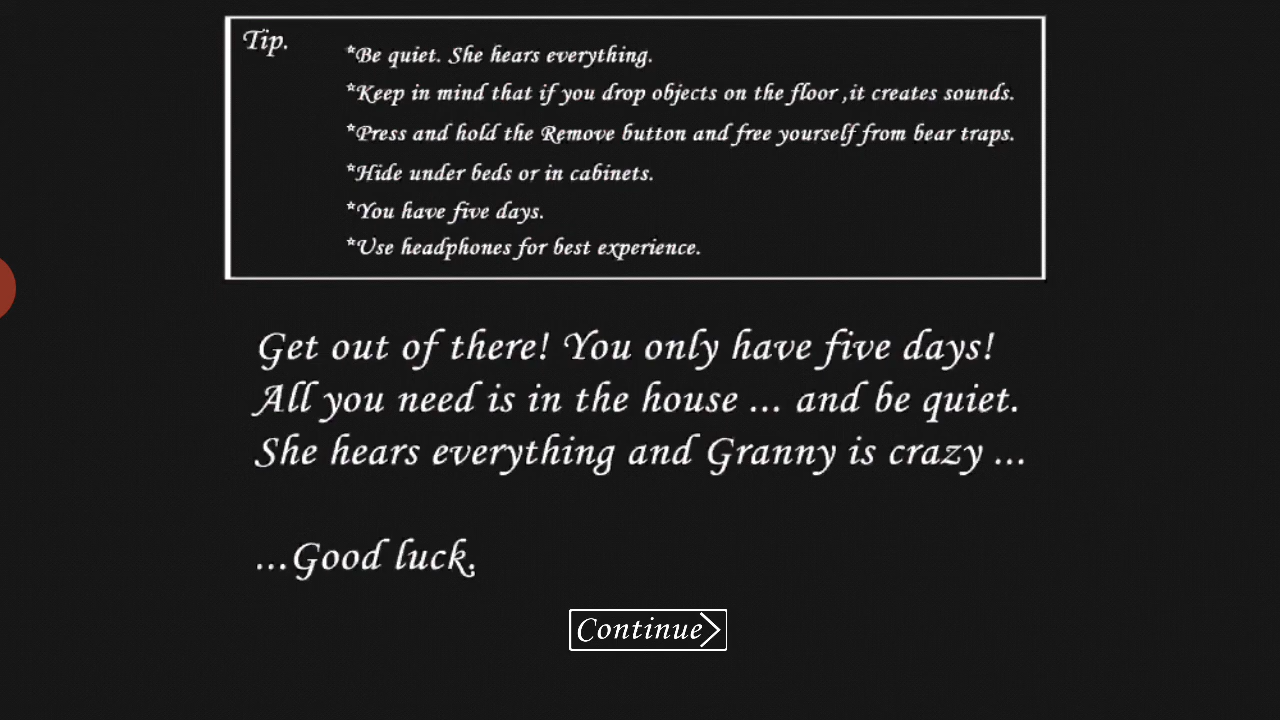 Tip.
*Be quiet. She hears everything.
*Keep in mind that if you drop objects on the floor ,it creates sounds.
*Press and hold the Remove button and free yourself from bear traps.
*Hide under beds or in cabinets.
*You have five days.
*Use headphones for best experience.
Get out of there! You only have five days!
All you need is in the house ... and be quiet.
She hears everything and Granny is crazy ...
...Good luck.
Continue